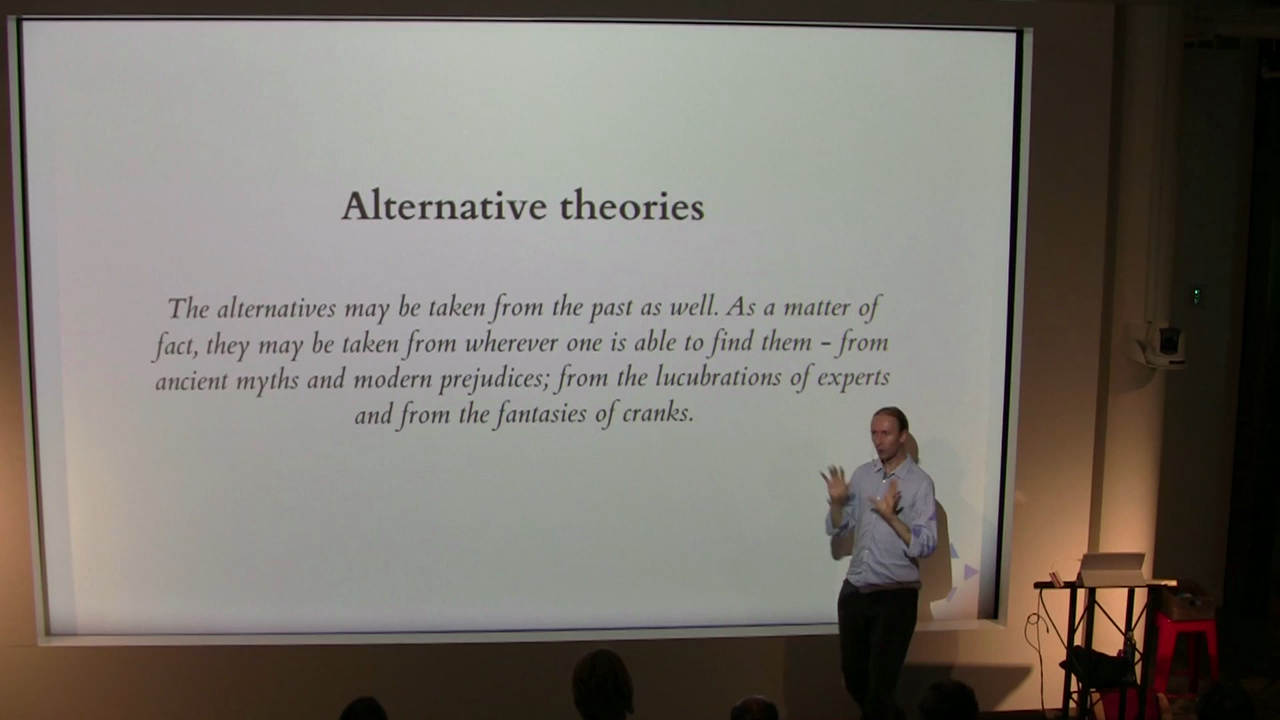 Alternative theories
The alternatives may be taken from the past as well. As a matter of
fact, they may be taken from wherever one is able to find them - from
ancient myths and modern prejudices; from the lucubrations of experts
and from the fantasies of cranks.